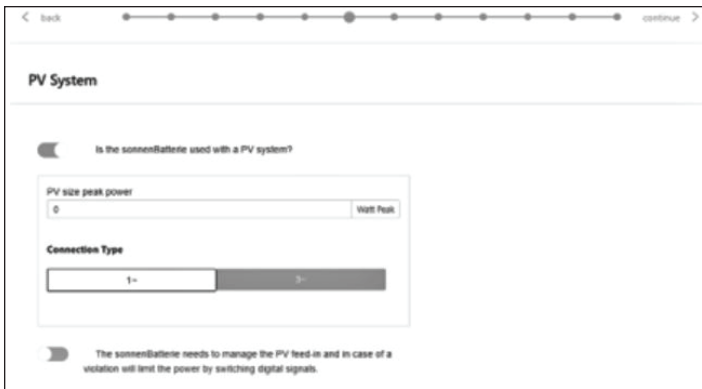 back
continue
PV System
Is the sonnenBatterie used with a PV system?
PV size peak power
0
Watt Peak
Connection Type
1~
3~
The sonnenBatterie needs to manage the PV feed-in and in case of a
violation will limit the power by switching digital signals.